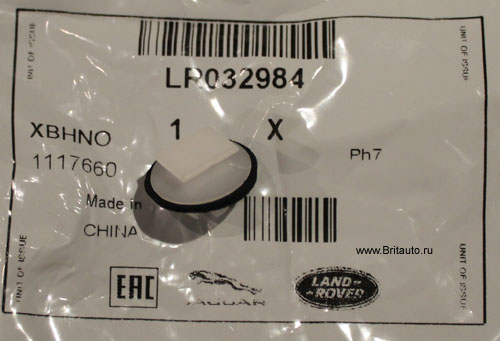 UNIT OF ISSUE
UNIT OF ISSUE
LR032984
XBHNO 1 X
1117660 Ph7
Made in
CHINA
www.Britauto.ru
UNIT OF ISSUE
UNIT OF ISSUE
EAC
JAGUAR
LAND-
-ROVER